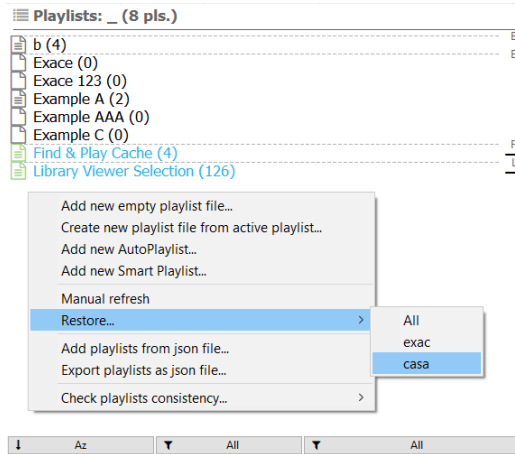 Playlists: _ (8 pls.)
b (4)
Exace (0)
Exace 123 (0)
Example A (2)
Example AAA (0)
Example C (0)
Find & Play Cache (4)
Library Viewer Selection (126)
Add new empty playlist file...
Create new playlist file from active playlist...
Add new AutoPlaylist...
Add new Smart Playlist...
Manual refresh
Restore...
All
exac
casa
Add playlists from json file...
Export playlists as json file...
Check playlists consistency...
Az
All
All